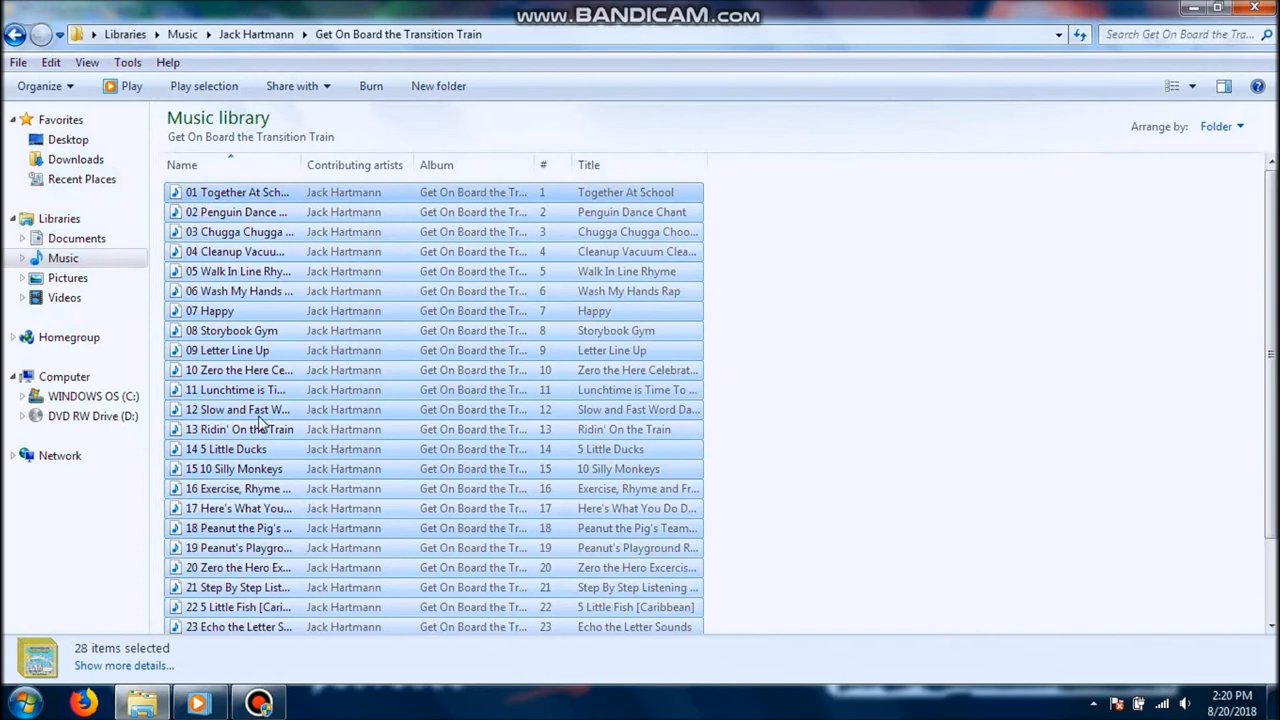 www.BANDICAM.com
Libraries Music Jack Hartmann Get On Board the Transition Train Search Get On Board the Tra...
File Edit View Tools Help
Organize Play Play selection Share with Burn New folder
Favorites
Desktop
Downloads
Recent Places
Libraries
Documents
Music
Pictures
Videos
Homegroup
Computer
WINDOWS OS (C:)
DVD RW Drive (D:)
Network
Music library
Get On Board the Transition Train
Arrange by: Folder
Name Contributing artists Album # Title
01 Together At Sch... Jack Hartmann Get On Board the Tr... 1 Together At School
02 Penguin Dance ... Jack Hartmann Get On Board the Tr... 2 Penguin Dance Chant
03 Chugga Chugga ... Jack Hartmann Get On Board the Tr... 3 Chugga Chugga Choo...
04 Cleanup Vacuu... Jack Hartmann Get On Board the Tr... 4 Cleanup Vacuum Clea...
05 Walk In Line Rhy... Jack Hartmann Get On Board the Tr... 5 Walk In Line Rhyme
06 Wash My Hands ... Jack Hartmann Get On Board the Tr... 6 Wash My Hands Rap
07 Happy Jack Hartmann Get On Board the Tr... 7 Happy
08 Storybook Gym Jack Hartmann Get On Board the Tr... 8 Storybook Gym
09 Letter Line Up Jack Hartmann Get On Board the Tr... 9 Letter Line Up
10 Zero the Here Ce... Jack Hartmann Get On Board the Tr... 10 Zero the Here Celebrat...
11 Lunchtime is Ti... Jack Hartmann Get On Board the Tr... 11 Lunchtime is Time To ...
12 Slow and Fast W... Jack Hartmann Get On Board the Tr... 12 Slow and Fast Word Da...
13 Ridin' On the Train Jack Hartmann Get On Board the Tr... 13 Ridin' On the Train
14 5 Little Ducks Jack Hartmann Get On Board the Tr... 14 5 Little Ducks
15 10 Silly Monkeys Jack Hartmann Get On Board the Tr... 15 10 Silly Monkeys
16 Exercise, Rhyme ... Jack Hartmann Get On Board the Tr... 16 Exercise, Rhyme and Fr...
17 Here's What You... Jack Hartmann Get On Board the Tr... 17 Here's What You Do D...
18 Peanut the Pig's ... Jack Hartmann Get On Board the Tr... 18 Peanut the Pig's Team...
19 Peanut's Playgro... Jack Hartmann Get On Board the Tr... 19 Peanut's Playground R...
20 Zero the Hero Ex... Jack Hartmann Get On Board the Tr... 20 Zero the Hero Excercis...
21 Step By Step List... Jack Hartmann Get On Board the Tr... 21 Step By Step Listening ...
22 5 Little Fish [Cari... Jack Hartmann Get On Board the Tr... 22 5 Little Fish [Caribbean]
23 Echo the Letter S... Jack Hartmann Get On Board the Tr... 23 Echo the Letter Sounds
28 items selected
Show more details...
2:20 PM
8/20/2018